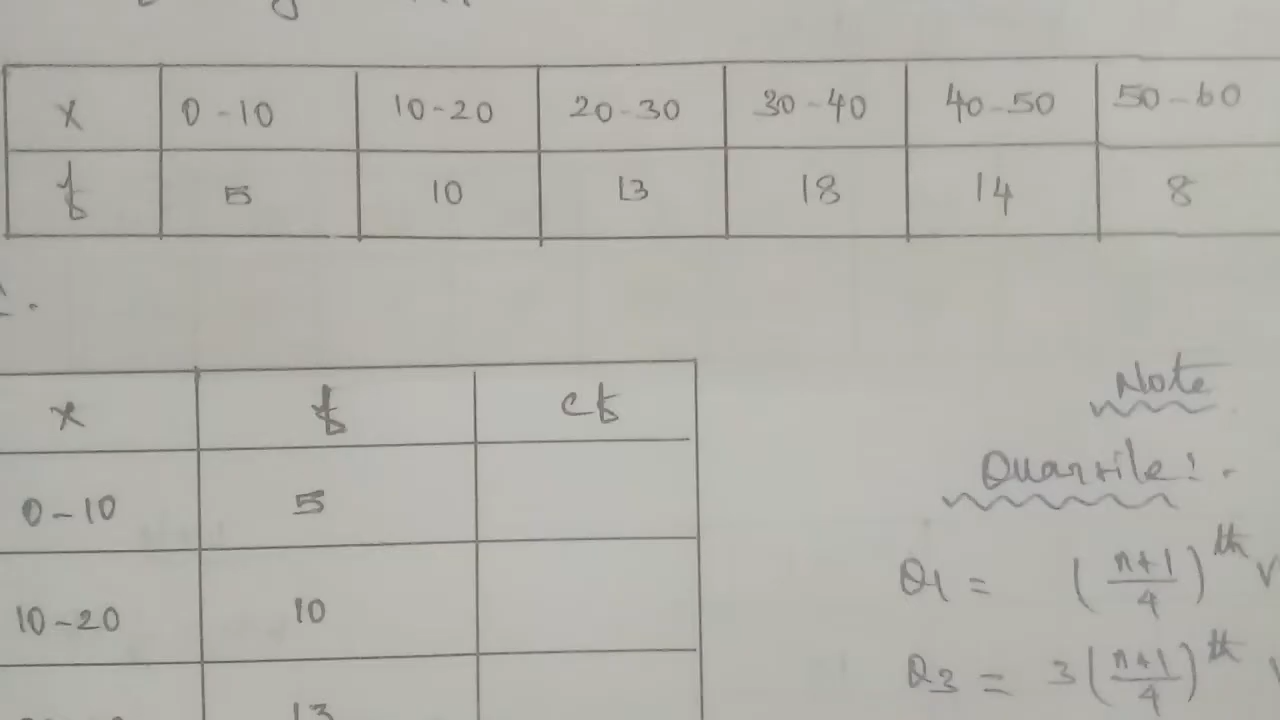 x 0-10 10-20 20-30 30-40 40-50 50-60
f 5 10 13 18 14 8
x f cf
0-10 5
10-20 10
13
Note
Quartile:-
Q1 = (n+1/4)th
Q3 = 3(n+1/4)th